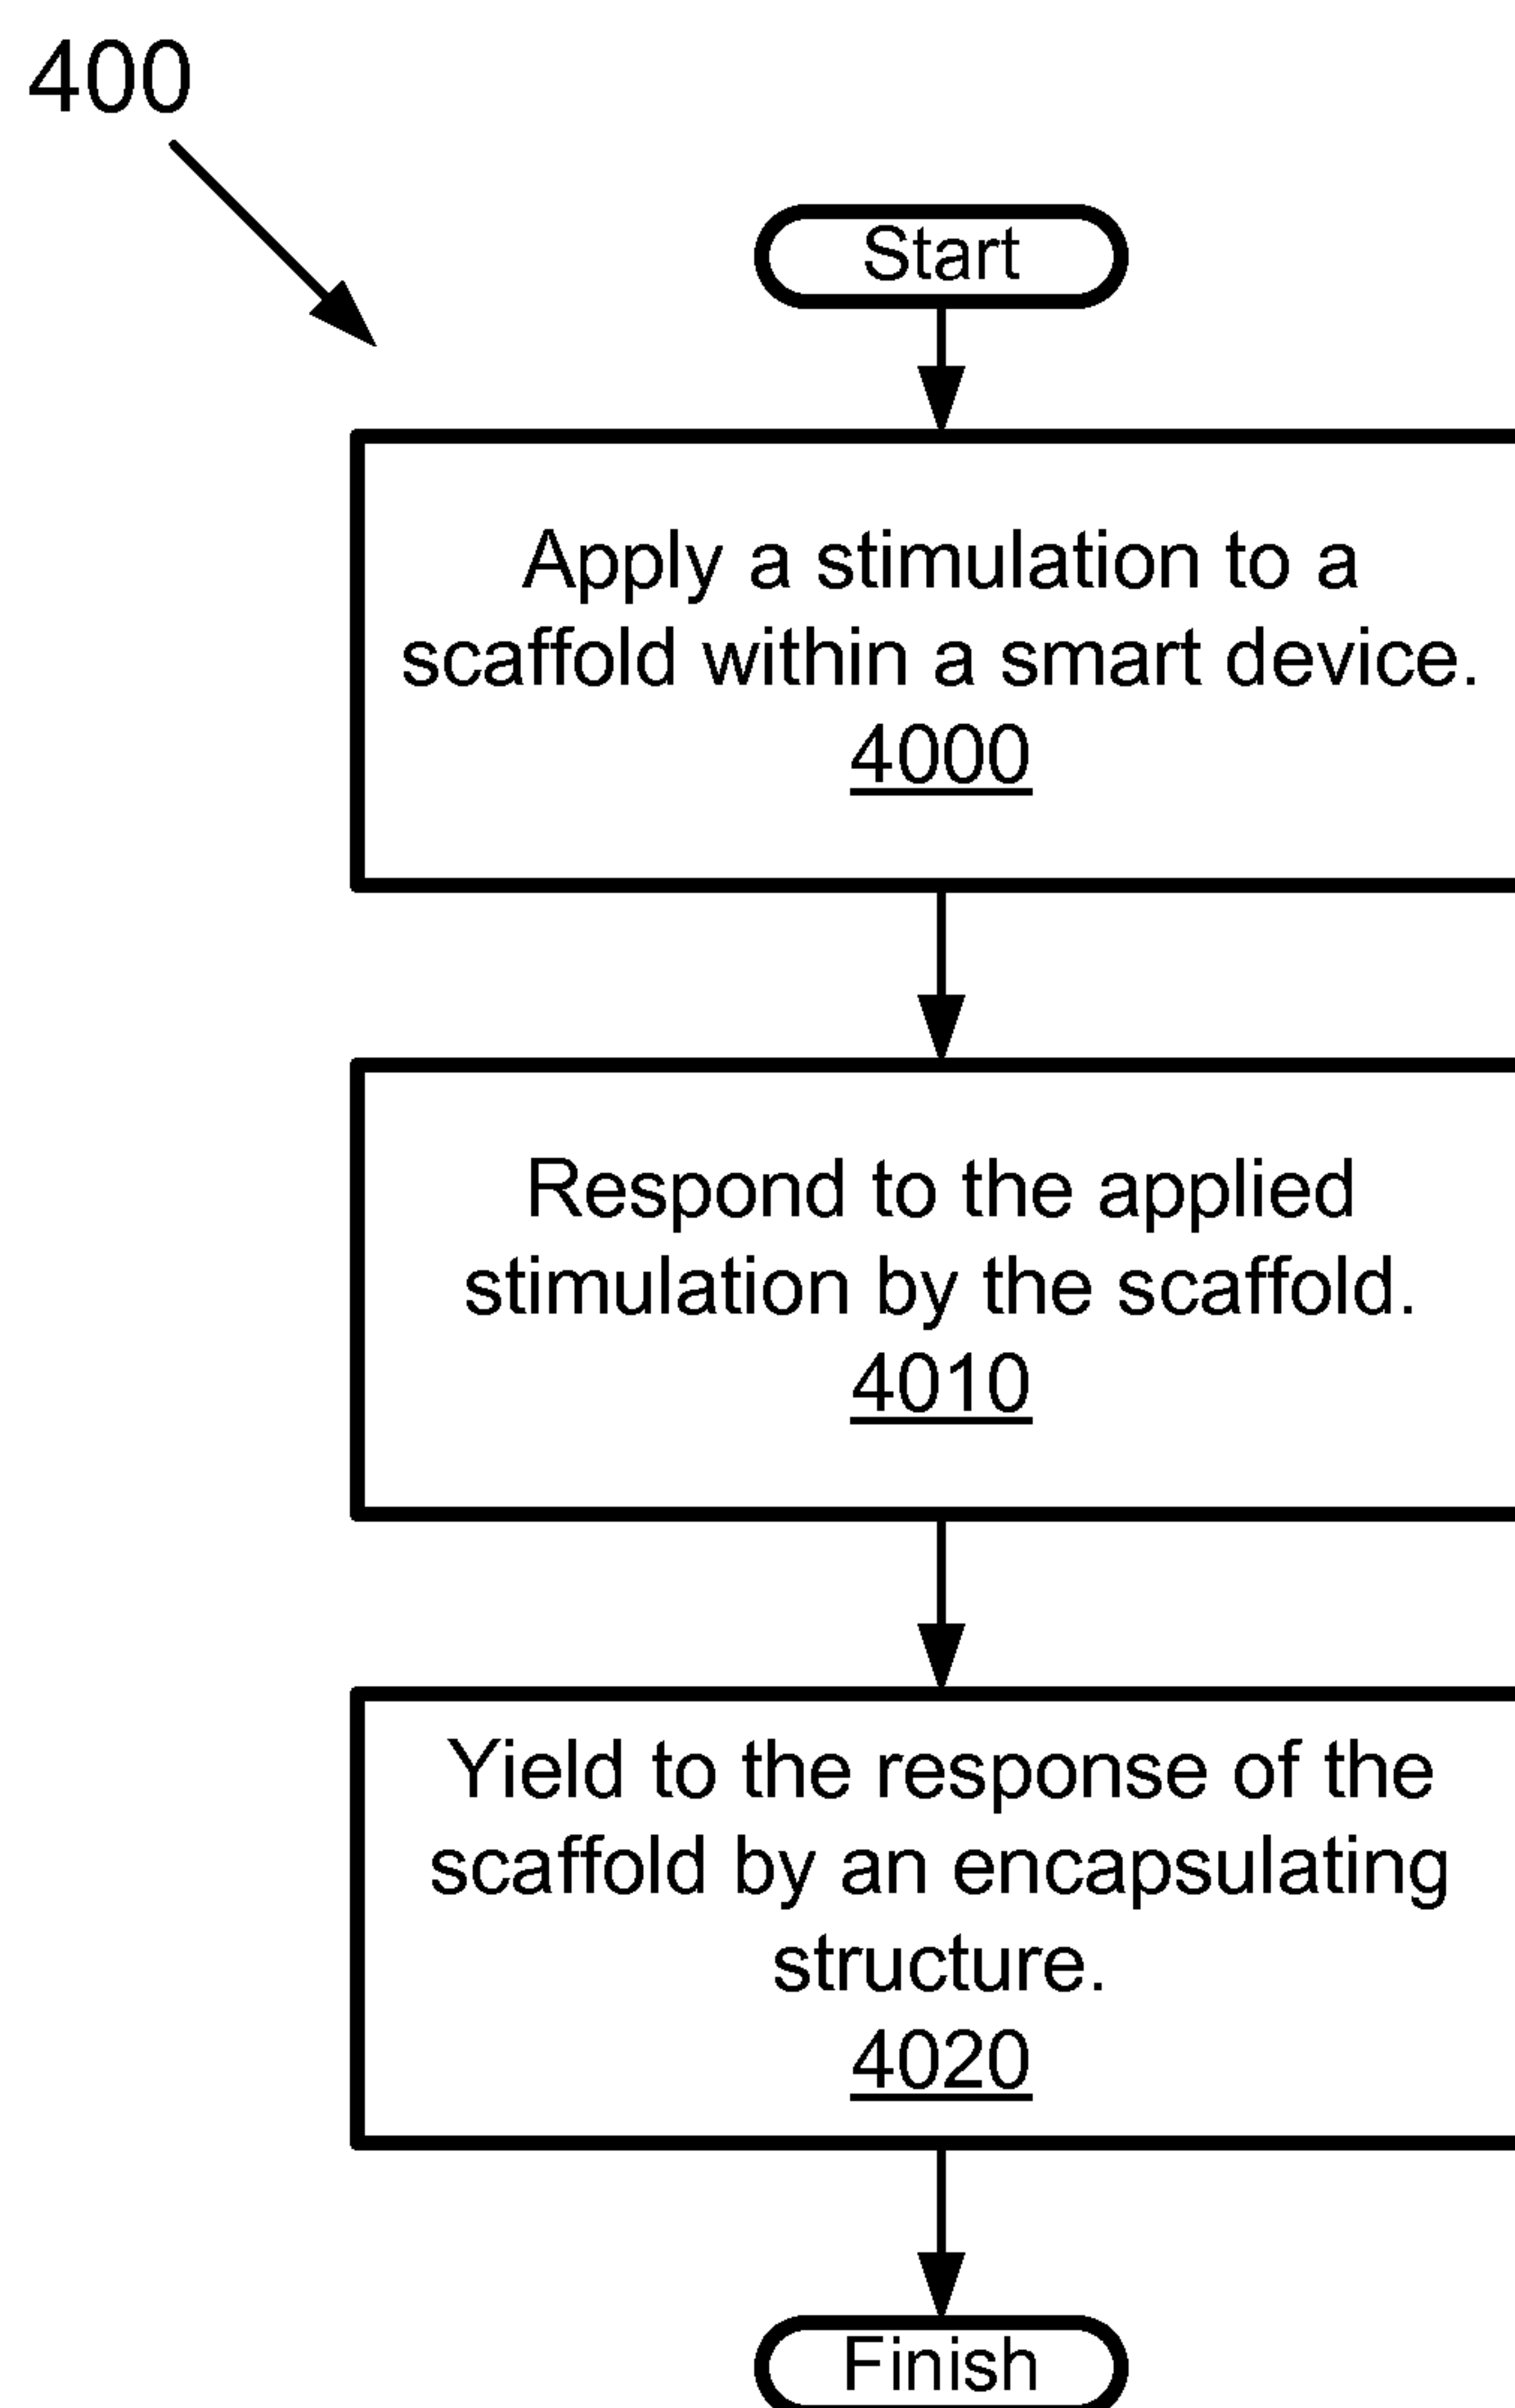 400
Start
Apply a stimulation to a
scaffold within a smart device.
4000
Respond to the applied
stimulation by the scaffold.
4010
Yield to the response of the
scaffold by an encapsulating
structure.
4020
Finish